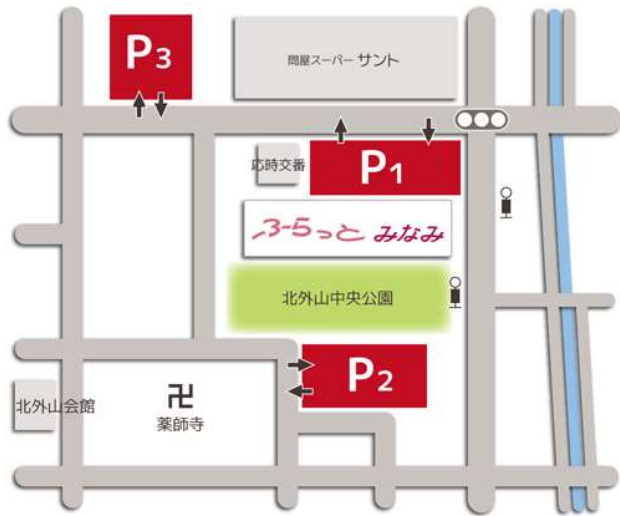 P3
問屋スーパー サント
応時交番
P1
ふらっと みなみ
北外山中央公園
P2
北外山会館
卍
薬師寺